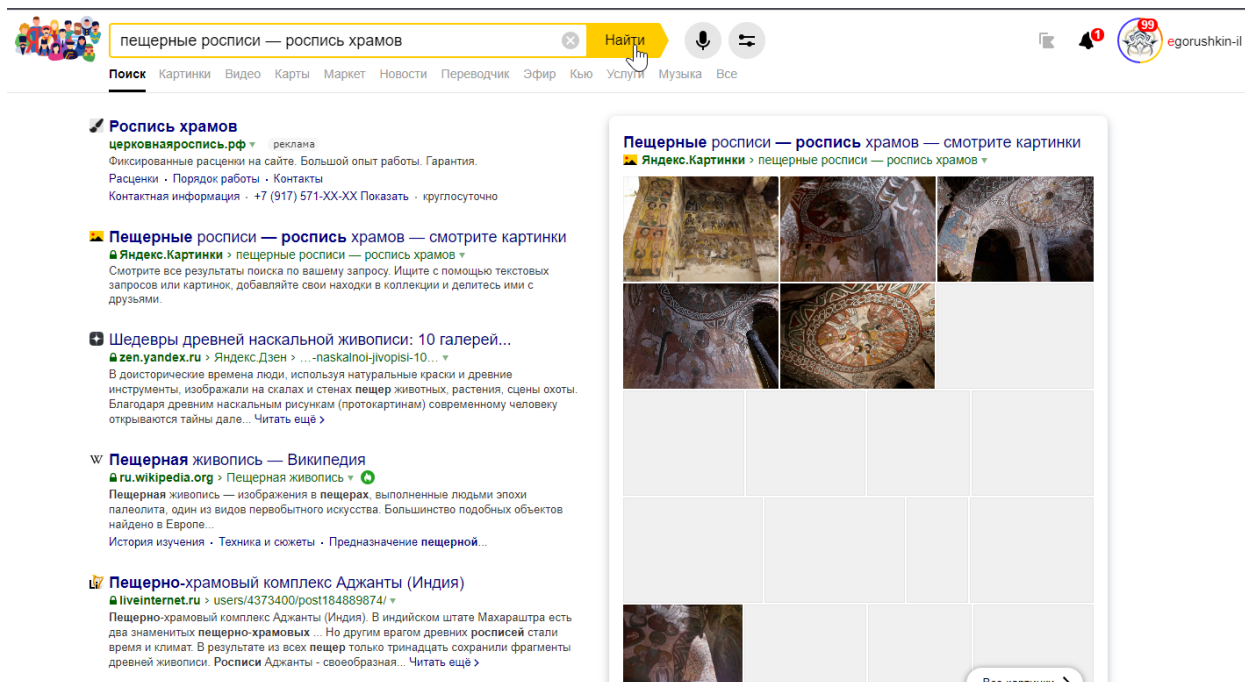 пещерные росписи — роспись храмов
Найти
99
1
egorushkin-il
Поиск Картинки Видео Карты Маркет Новости Переводчик Эфир Кью Услуги Музыка Все
Роспись храмов
церковнаяроспись.рф реклама
Фиксированные расценки на сайте. Большой опыт работы. Гарантия.
Расценки · Порядок работы · Контакты
Контактная информация · +7 (917) 571-XX-XX Показать · круглосуточно
Пещерные росписи — роспись храмов — смотрите картинки
Яндекс.Картинки › пещерные росписи — роспись храмов
Смотрите все результаты поиска по вашему запросу. Ищите с помощью текстовых
запросов или картинок, добавляйте свои находки в коллекции и делитесь ими с
друзьями.
Шедевры древней наскальной живописи: 10 галерей...
zen.yandex.ru › Яндекс.Дзен › ...-naskalnoi-jivopisi-10...
В доисторические времена люди, используя натуральные краски и древние
инструменты, изображали на скалах и стенах пещер животных, растения, сцены охоты.
Благодаря древним наскальным рисункам (протокартинам) современному человеку
открываются тайны дале... Читать ещё ›
W Пещерная живопись — Википедия
ru.wikipedia.org › Пещерная живопись
Пещерная живопись — изображения в пещерах, выполненные людьми эпохи
палеолита, один из видов первобытного искусства. Большинство подобных объектов
найдено в Европе...
История изучения · Техника и сюжеты · Предназначение пещерной...
Пещерно-храмовый комплекс Аджанты (Индия)
liveinternet.ru › users/4373400/post184889874/
Пещерно-храмовый комплекс Аджанты (Индия). В индийском штате Махараштра есть
два знаменитых пещерно-храмовых ... Но другим врагом древних росписей стали
время и климат. В результате из всех пещер только тринадцать сохранили фрагменты
древней живописи. Росписи Аджанты - своеобразная... Читать ещё ›
Пещерные росписи — роспись храмов — смотрите картинки
Яндекс.Картинки › пещерные росписи — роспись храмов
Все картинки